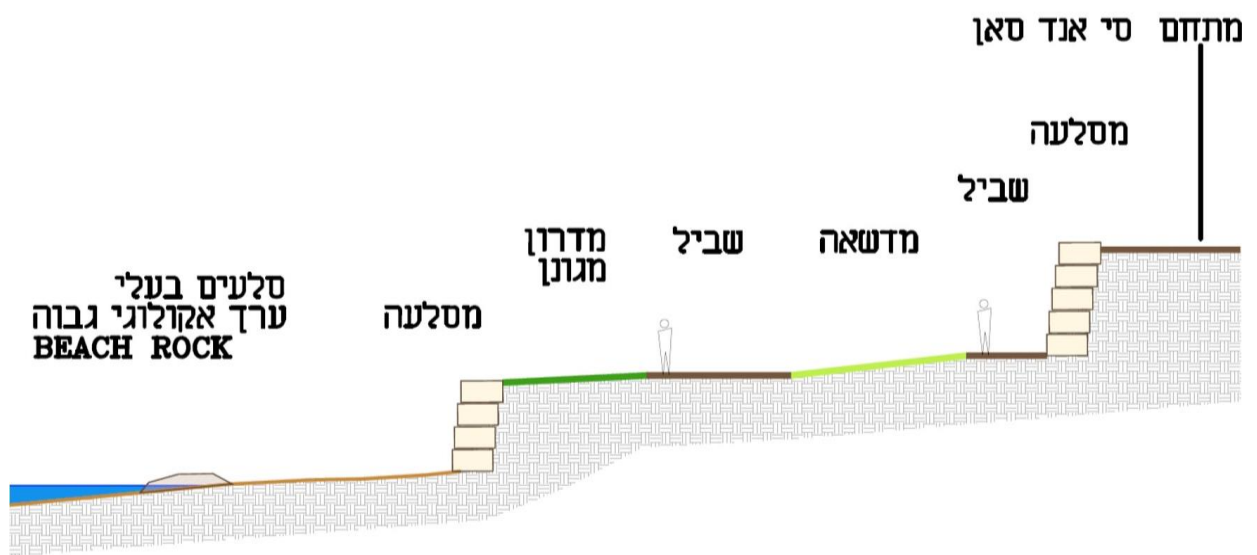 מתחם סי אנד סאן
מסלעה
שביל
מדשאה
שביל
מדרון
מגונן
מסלעה
סלעים בעלי
ערך אקולוגי גבוה
BEACH ROCK